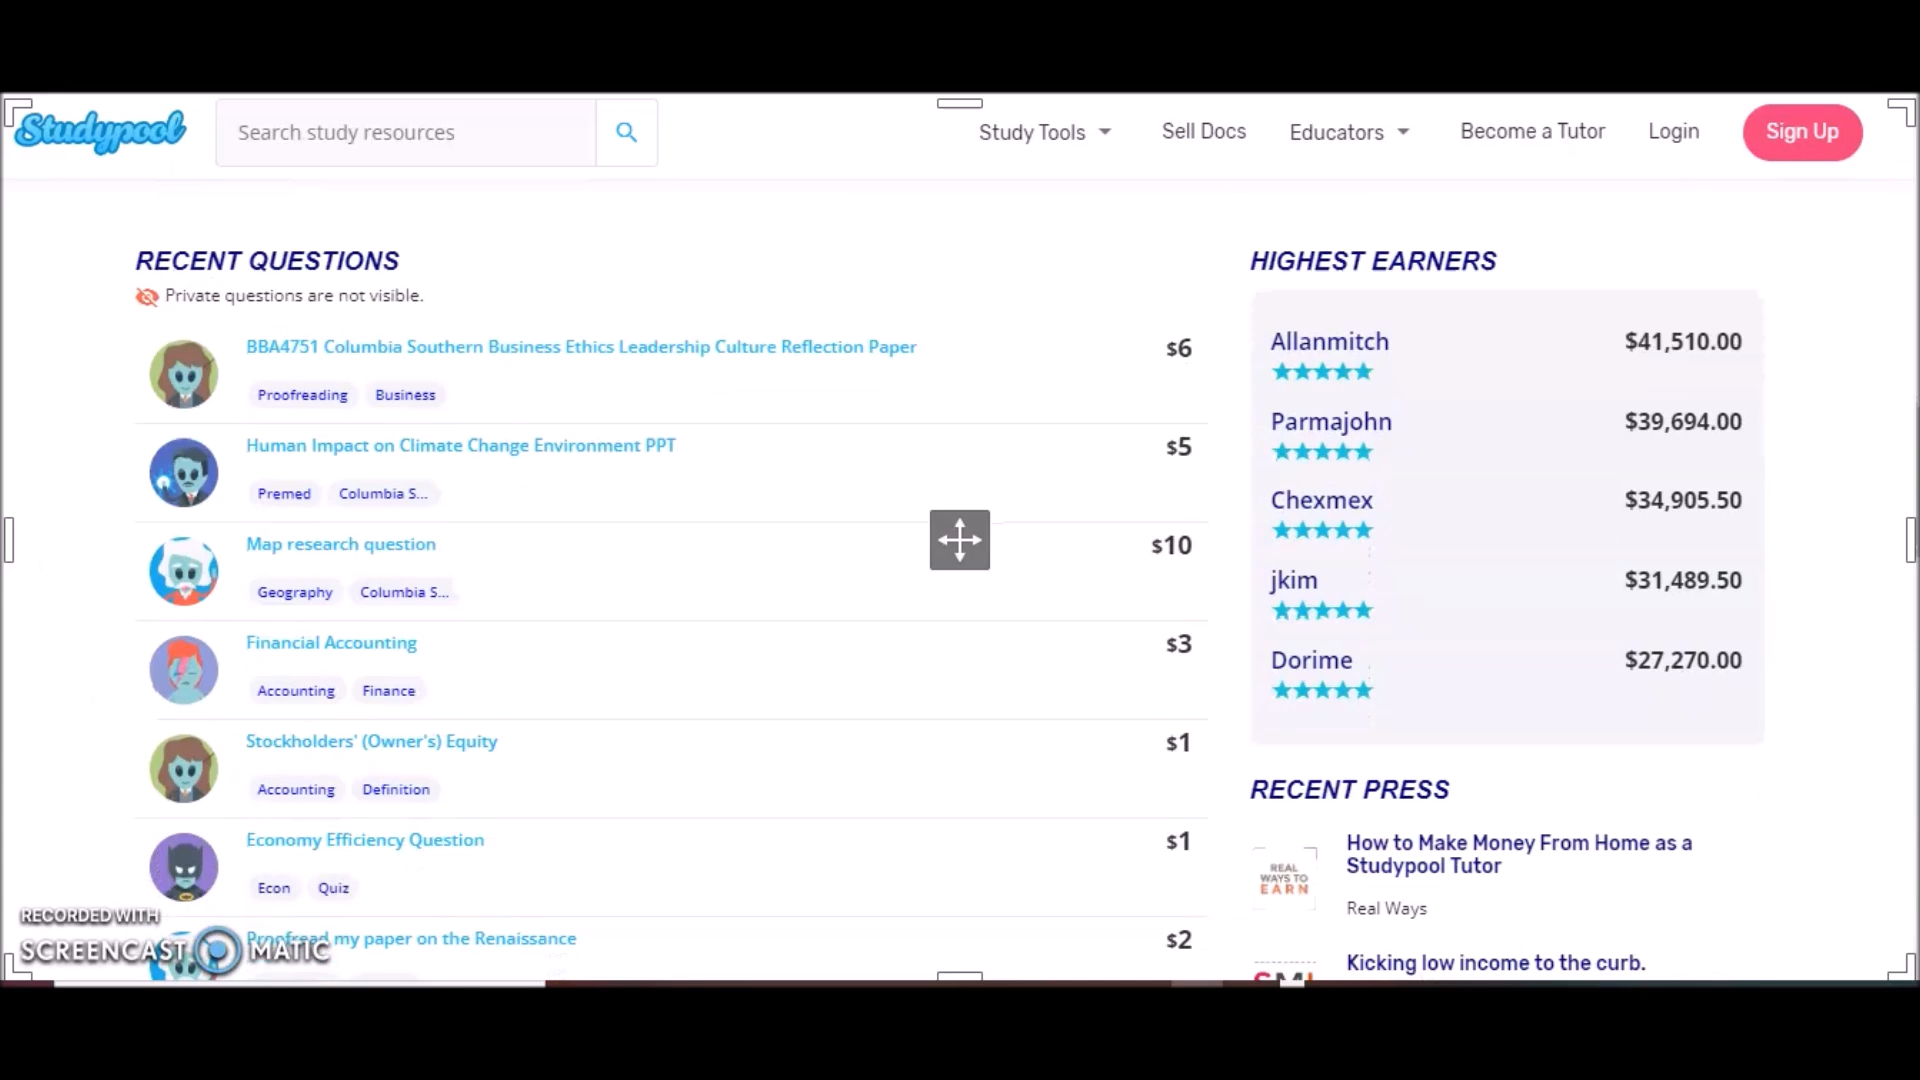 Studypool
Search study resources
Study Tools
Sell Docs
Educators
Become a Tutor
Login
Sign Up
RECENT QUESTIONS
Private questions are not visible.
BBA4751 Columbia Southern Business Ethics Leadership Culture Reflection Paper
$6
Proofreading Business
Human Impact on Climate Change Environment PPT
$5
Premed Columbia S...
Map research question
$10
Geography Columbia S...
Financial Accounting
$3
Accounting Finance
Stockholders' (Owner's) Equity
$1
Accounting Definition
Economy Efficiency Question
$1
Econ Quiz
Proofread my paper on the Renaissance
$2
HIGHEST EARNERS
Allanmitch $41,510.00
Parmajohn $39,694.00
Chexmex $34,905.50
jkim $31,489.50
Dorime $27,270.00
RECENT PRESS
REAL
WAYS TO
EARN
How to Make Money From Home as a
Studypool Tutor
Real Ways
Kicking low income to the curb.
RECORDED WITH
SCREENCAST MATIC